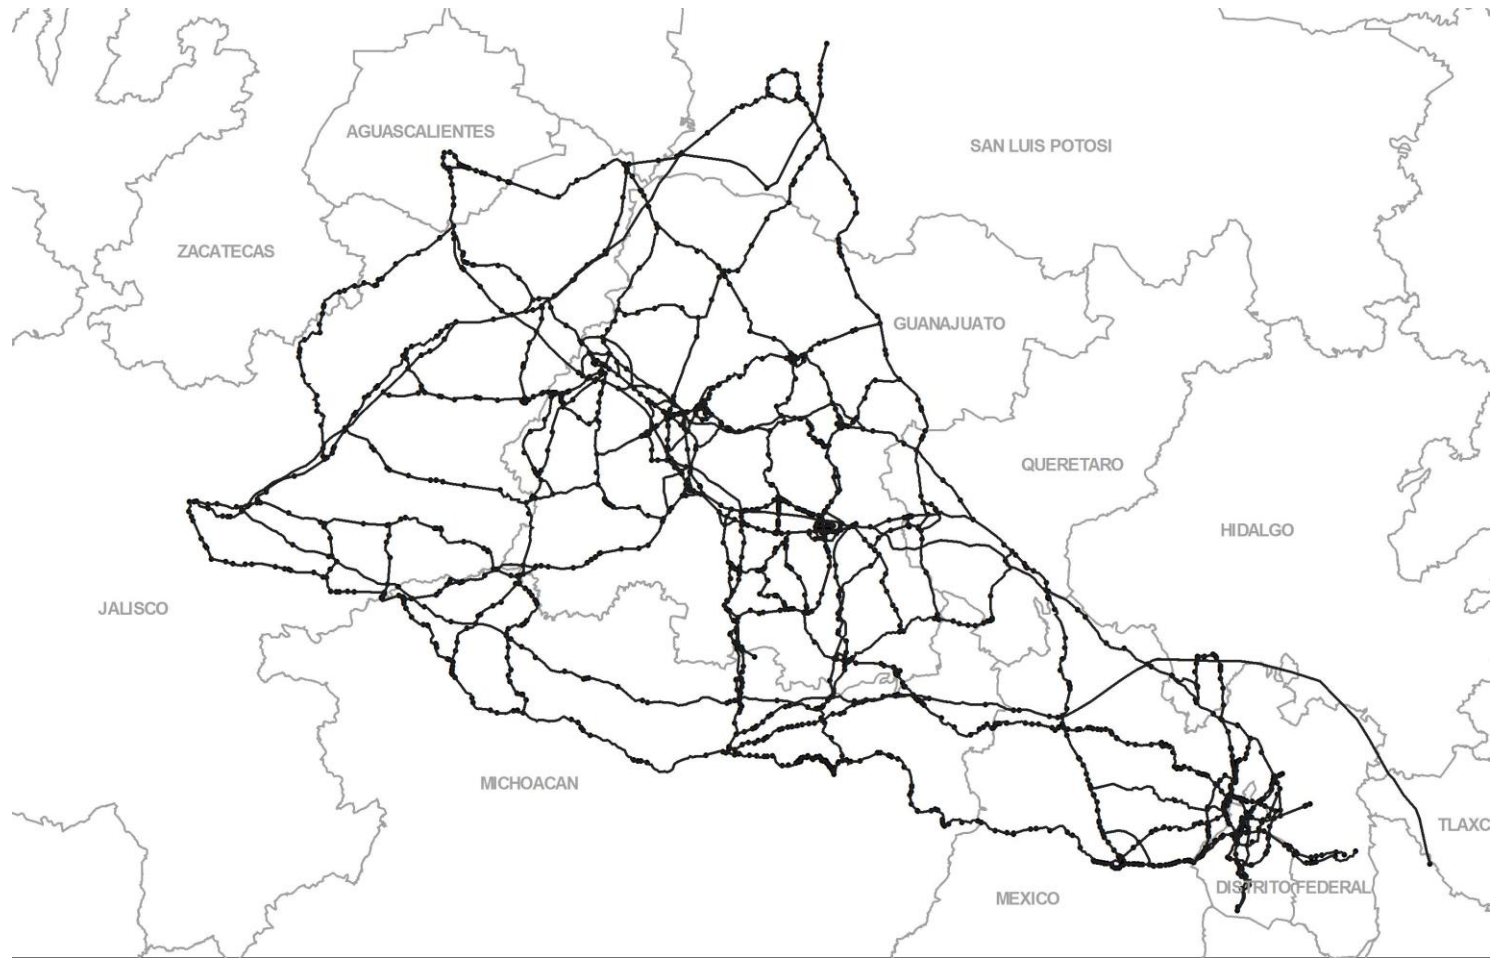 AGUASCALIENTES
SAN LUIS POTOSI
ZACATECAS
GUANAJUATO
QUERETARO
HIDALGO
JALISCO
MICHOACAN
TLAXC
DISTRITO FEDERAL
MEXICO